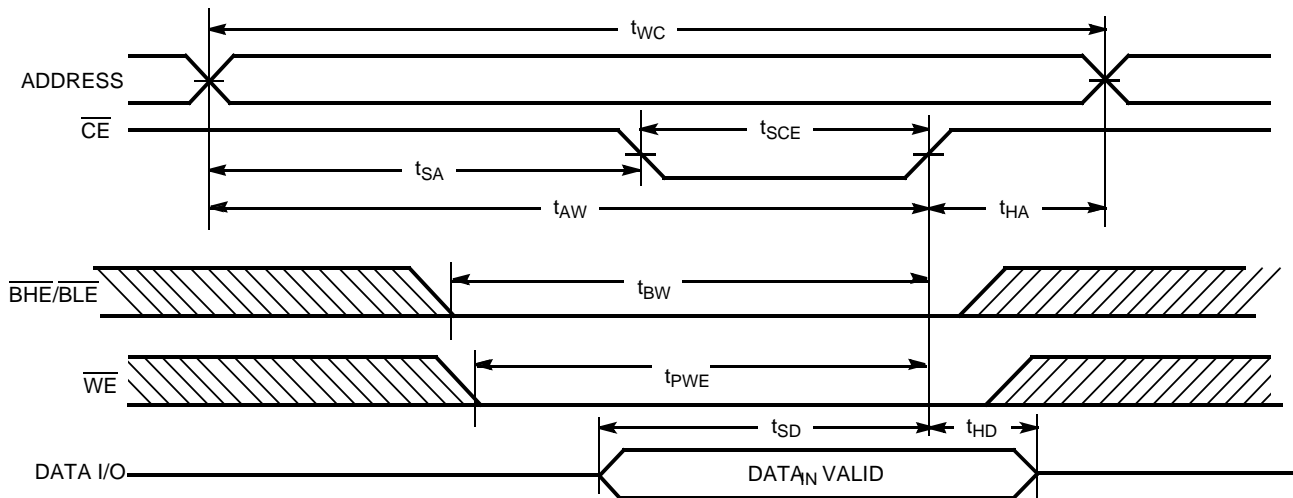 tWC
ADDRESS
CE
tSCE
tSA
tAW
tHA
BHE/BLE
tBW
WE
tPWE
tSD
tHD
DATA I/O
DATAIN VALID